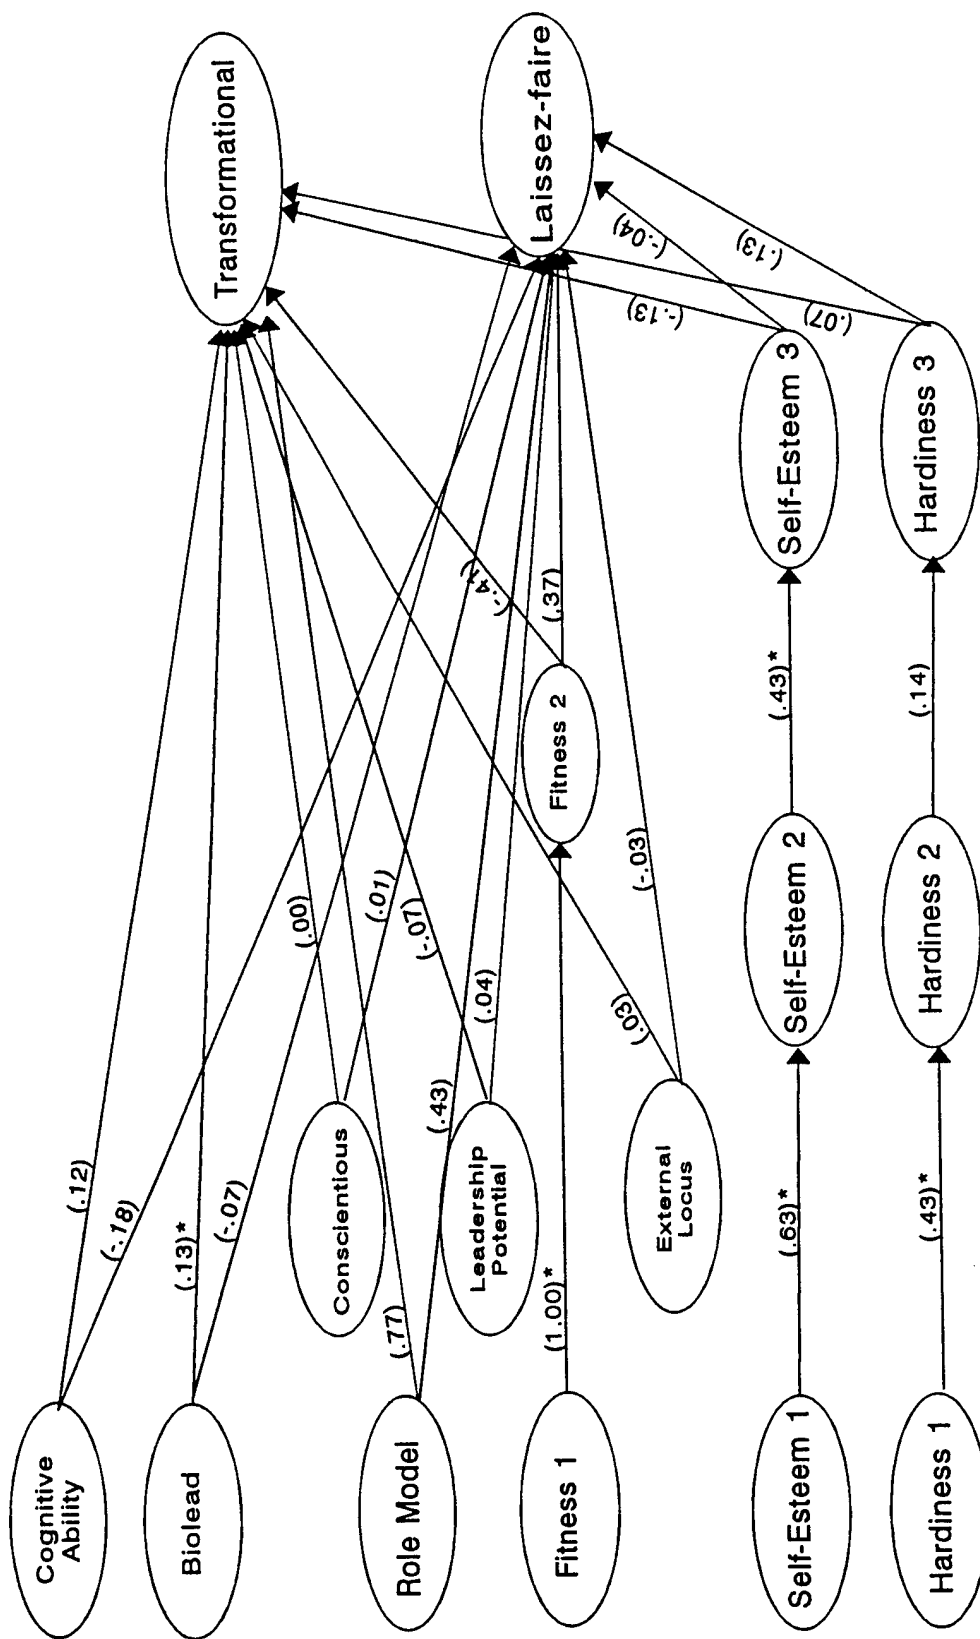 Cognitive
Ability
Biolead
Role Model
Fitness 1
Self-Esteem 1
Hardiness 1
(.12)
(-.18)
(.13)*
(-.07)
(.77)
(.43)
(1.00)*
(.63)*
(.43)*
Conscientious
Leadership
Potential
External
Locus
(.00)
(.01)
(-.07)
(.04)
(.03)
(-.03)
Fitness 2
Self-Esteem 2
Hardiness 2
(.37)
(.43)*
(.14)
Self-Esteem 3
Hardiness 3
(-.13)
(-.04)
(.07)
(.13)
Transformational
Laissez-faire